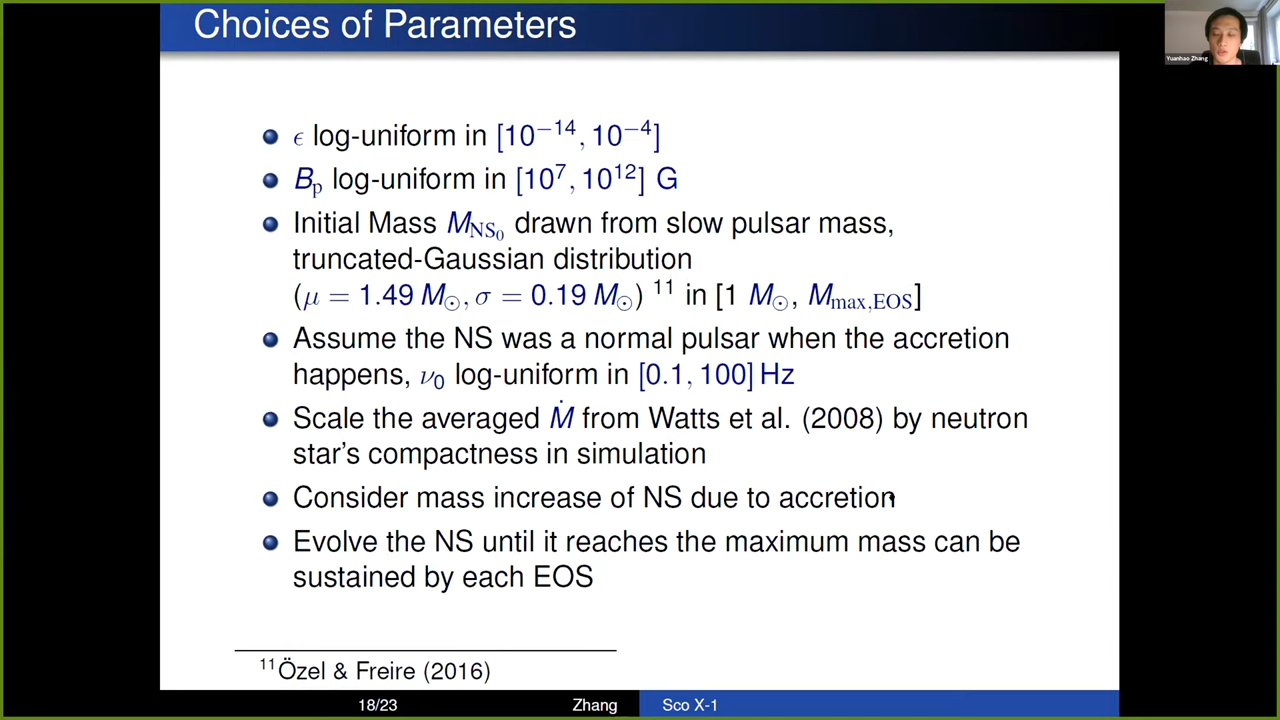 Choices of Parameters
Yuanhao Zhang
ϵ log-uniform in [10⁻¹⁴, 10⁻⁴]
Bₚ log-uniform in [10⁷, 10¹²] G
Initial Mass M_NS₀ drawn from slow pulsar mass,
truncated-Gaussian distribution
(μ = 1.49 M⊙, σ = 0.19 M⊙) ¹¹ in [1 M⊙, M_max,EOS]
Assume the NS was a normal pulsar when the accretion
happens, ν₀ log-uniform in [0.1, 100] Hz
Scale the averaged Ṁ from Watts et al. (2008) by neutron
star's compactness in simulation
Consider mass increase of NS due to accretion
Evolve the NS until it reaches the maximum mass can be
sustained by each EOS
¹¹Özel & Freire (2016)
18/23 Zhang Sco X-1